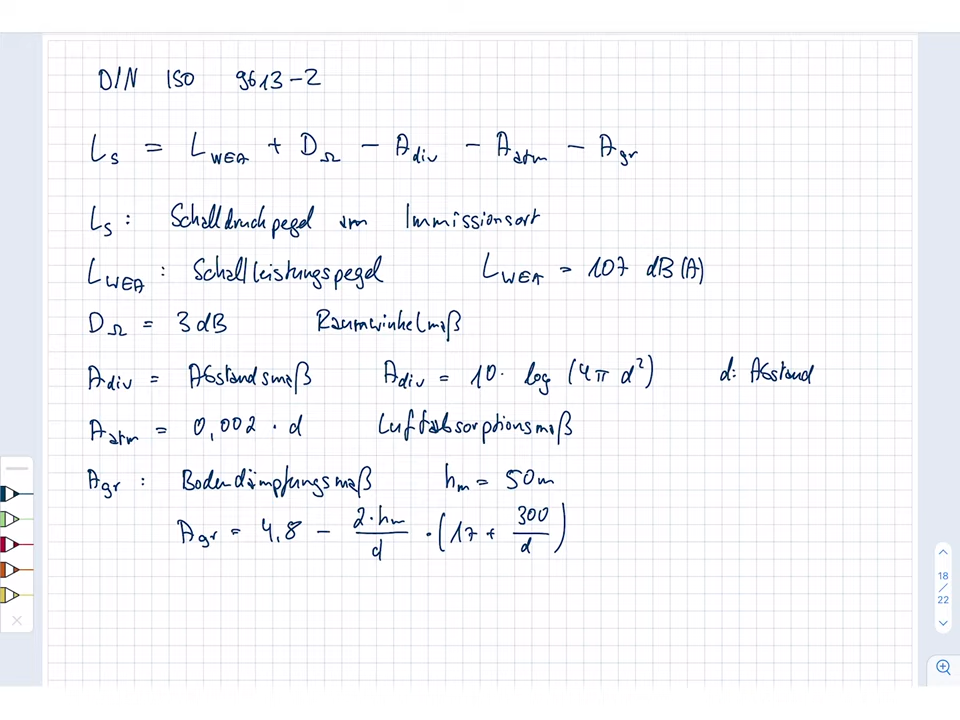 DIN ISO 9613-2
L_S = L_WEA + D_Ω - A_div - A_atm - A_gr
L_S : Schalldruckpegel am Immissionsort
L_WEA : Schallleistungspegel L_WEA = 107 dB(A)
D_Ω = 3 dB Raumwinkelmaß
A_div = Abstandsmaß A_div = 10 · log (4π d²) d: Abstand
A_atm = 0,002 · d Luftabsorptionsmaß
A_gr : Bodendämpfungsmaß h_m = 50m
A_gr = 4,8 - 2·h_m/d · (17 + 300/d)
18
/
22